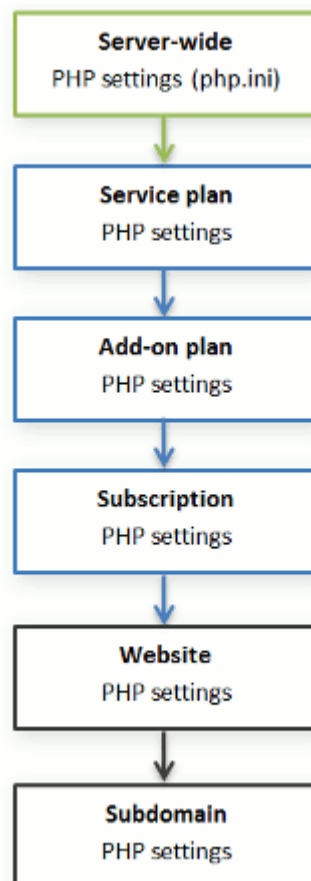 Server-wide
PHP settings (php.ini)
Service plan
PHP settings
Add-on plan
PHP settings
Subscription
PHP settings
Website
PHP settings
Subdomain
PHP settings